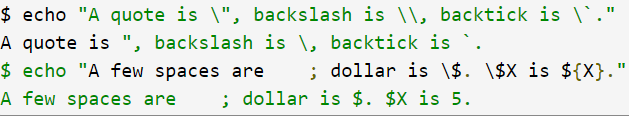 $ echo "A quote is \", backslash is \\, backtick is \`."
A quote is ", backslash is \, backtick is `.
$ echo "A few spaces are    ; dollar is \$. \$X is ${X}."
A few spaces are    ; dollar is $. $X is 5.